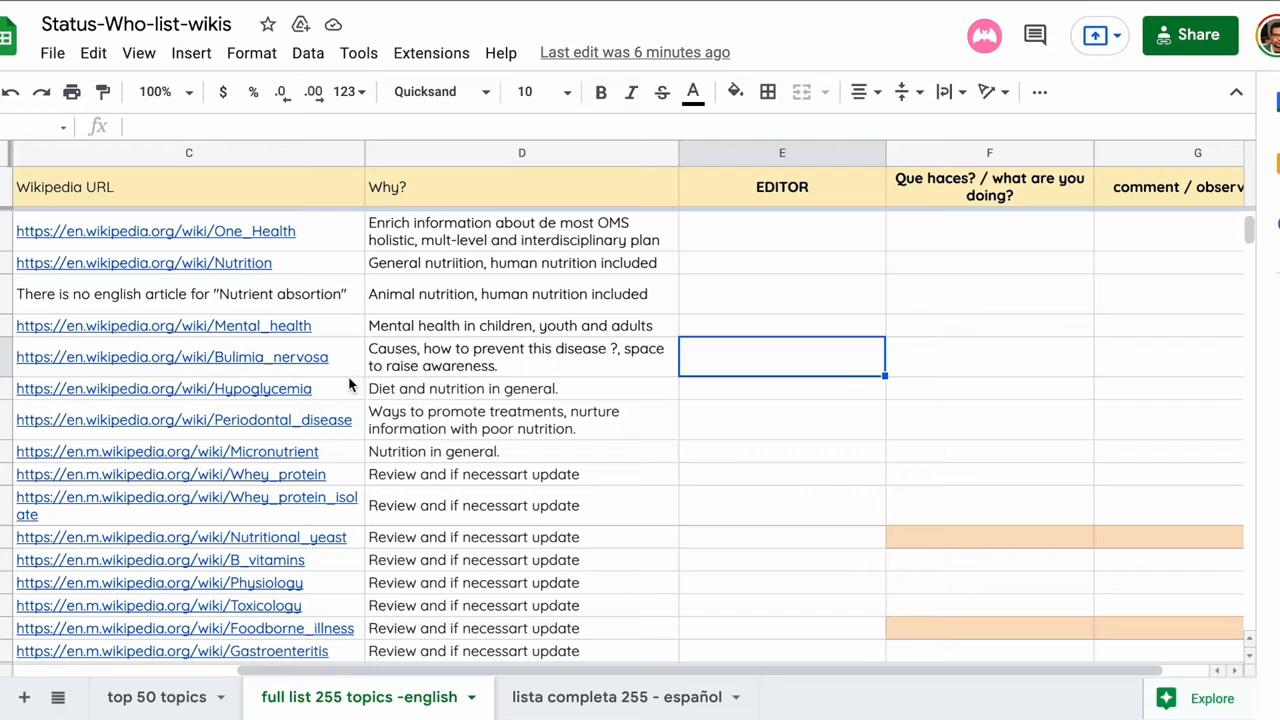 Status-Who-list-wikis
File Edit View Insert Format Data Tools Extensions Help Last edit was 6 minutes ago
Share
100% $ % .0 .00 123 Quicksand 10 B I S A
fx
C D E F G
Wikipedia URL
Why?
EDITOR
Que haces? / what are you
doing?
comment / observ
https://en.wikipedia.org/wiki/One_Health
Enrich information about de most OMS
holistic, mult-level and interdisciplinary plan
https://en.wikipedia.org/wiki/Nutrition
General nutriition, human nutrition included
There is no english article for "Nutrient absortion"
Animal nutrition, human nutrition included
https://en.wikipedia.org/wiki/Mental_health
Mental health in children, youth and adults
https://en.wikipedia.org/wiki/Bulimia_nervosa
Causes, how to prevent this disease ?, space
to raise awareness.
https://en.wikipedia.org/wiki/Hypoglycemia
Diet and nutrition in general.
https://en.wikipedia.org/wiki/Periodontal_disease
Ways to promote treatments, nurture
information with poor nutrition.
https://en.m.wikipedia.org/wiki/Micronutrient
Nutrition in general.
https://en.m.wikipedia.org/wiki/Whey_protein
Review and if necessart update
https://en.m.wikipedia.org/wiki/Whey_protein_isol
ate
Review and if necessart update
https://en.m.wikipedia.org/wiki/Nutritional_yeast
Review and if necessart update
https://en.m.wikipedia.org/wiki/B_vitamins
Review and if necessart update
https://en.m.wikipedia.org/wiki/Physiology
Review and if necessart update
https://en.m.wikipedia.org/wiki/Toxicology
Review and if necessart update
https://en.m.wikipedia.org/wiki/Foodborne_illness
Review and if necessart update
https://en.m.wikipedia.org/wiki/Gastroenteritis
Review and if necessart update
top 50 topics
full list 255 topics -english
lista completa 255 - español
Explore